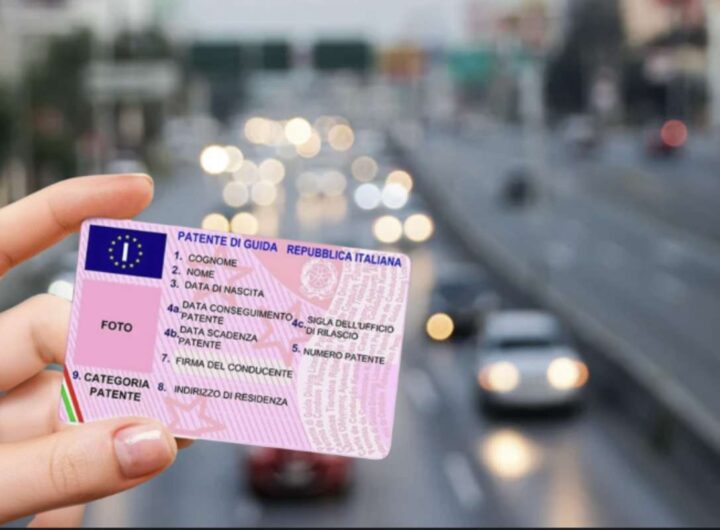 I
PATENTE DI GUIDA REPUBBLICA ITALIANA
1. COGNOME
2. NOME
3. DATA DI NASCITA
4a. DATA CONSEGUIMENTO
PATENTE
4b. DATA SCADENZA
PATENTE
4c. SIGLA DELL'UFFICIO
DI RILASCIO
5. NUMERO PATENTE
7. FIRMA DEL CONDUCENTE
8. INDIRIZZO DI RESIDENZA
FOTO
9. CATEGORIA
PATENTE